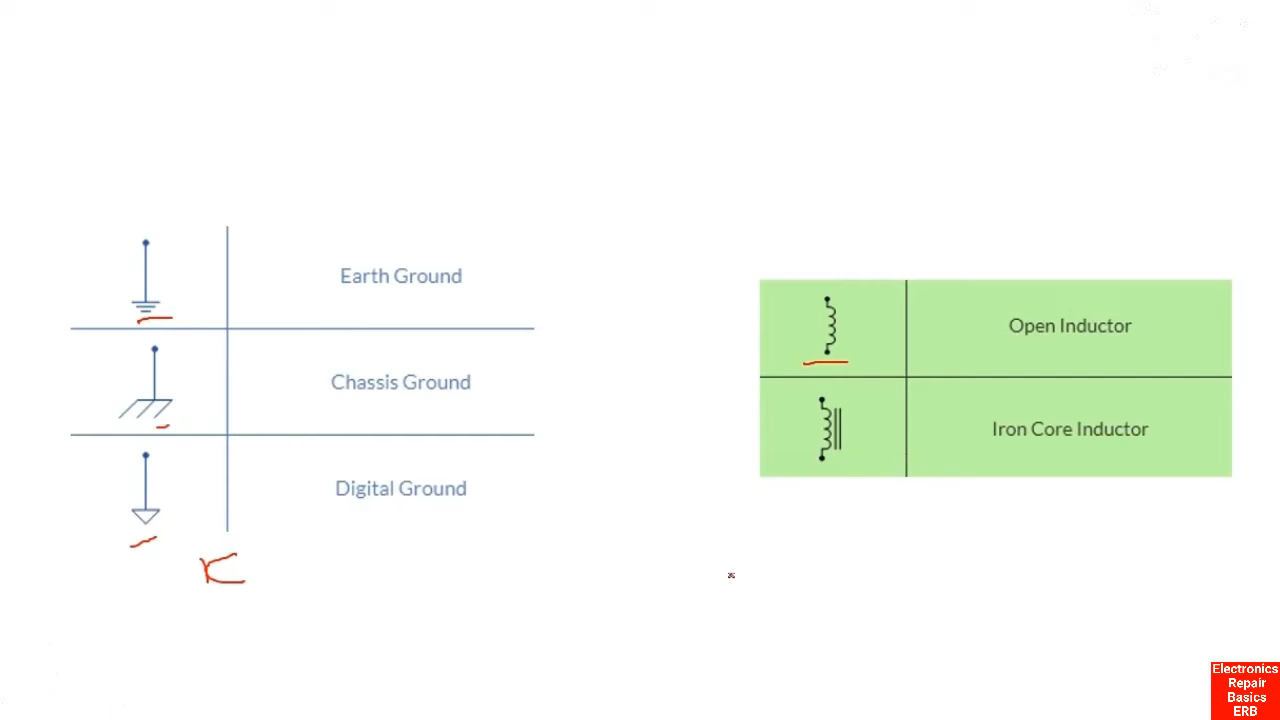 Earth Ground
Chassis Ground
Digital Ground
Open Inductor
Iron Core Inductor
Electronics
Repair
Basics
ERB